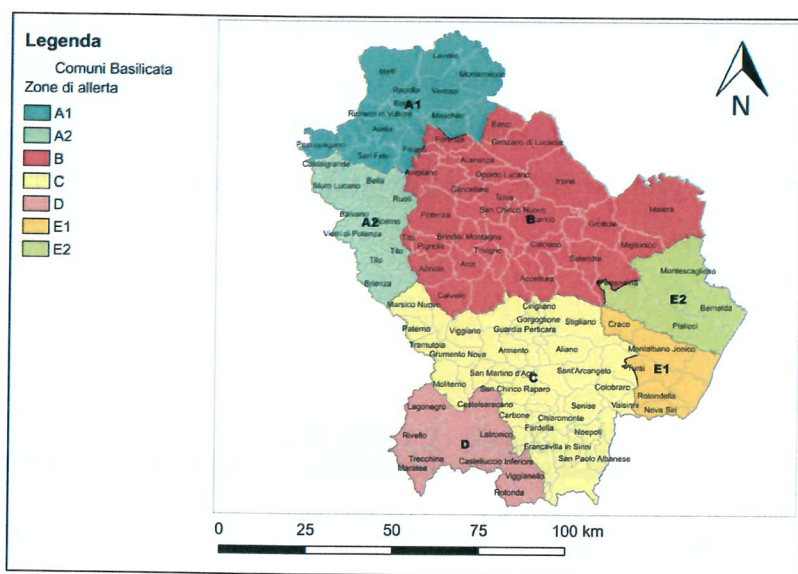 Legenda
Comuni Basilicata
Zone di allerta
A1
A2
B
C
D
E1
E2
N
Lavello
Melfi
Montemilone
Rapolla
Venosa
A1
Rionero in Vulture
Maschito
Atella
Pescopagano
San Fele
Filiano
Forenza
Banzi
Genzano di Lucania
Castelgrande
Acerenza
Muro Lucano
Bella
Avigliano
Oppido Lucano
Irsina
Ruoti
Cancellara
Tolve
Balvano
Picerno
A2
Potenza
San Chirico Nuovo
B
Grottole
Matera
Vietri di Potenza
Tito
Brindisi Montagna
Pignola
Trivigno
Calciano
Miglionico
Tito
Tito
Anzi
Salandra
Abriola
Accettura
Montescaglioso
Brienza
Calvello
Ferrandina
E2
Marsico Nuovo
Cirigliano
Bernalda
Gorgoglione
Stigliano
Craco
Pisticci
Paterno
Viggiano
Guardia Perticara
Tramutola
Grumento Nova
Armento
Aliano
Montalbano Jonico
San Martino d'Agri
Sant'Arcangelo
Tursi
E1
Moliterno
C
San Chirico Raparo
Colobraro
Rotondella
Lagonegro
Castelsaraceno
Senise
Valsinni
Nova Siri
Carbone
Chiaromonte
Rivello
D
Latronico
Fardella
Noepoli
Francavilla in Sinni
Trecchina
Castelluccio Inferiore
San Paolo Albanese
Maratea
Viggianello
Rotonda
0 25 50 75 100 km